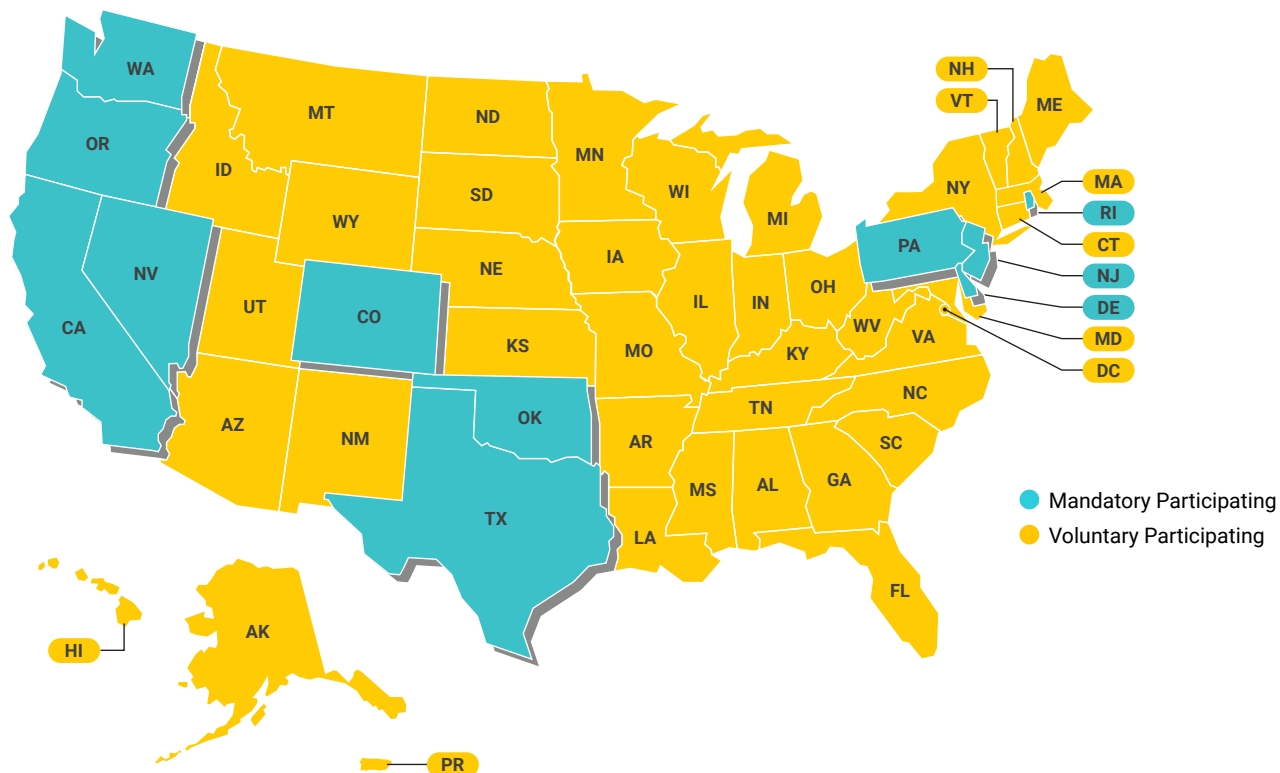 WA
OR
CA
NV
ID
MT
WY
UT
CO
AZ
NM
ND
SD
NE
KS
OK
TX
MN
IA
MO
AR
LA
WI
IL
MI
IN
OH
KY
TN
MS
AL
GA
FL
SC
NC
VA
WV
PA
NY
ME
NH
VT
MA
RI
CT
NJ
DE
MD
DC
Mandatory Participating
Voluntary Participating
HI
AK
PR